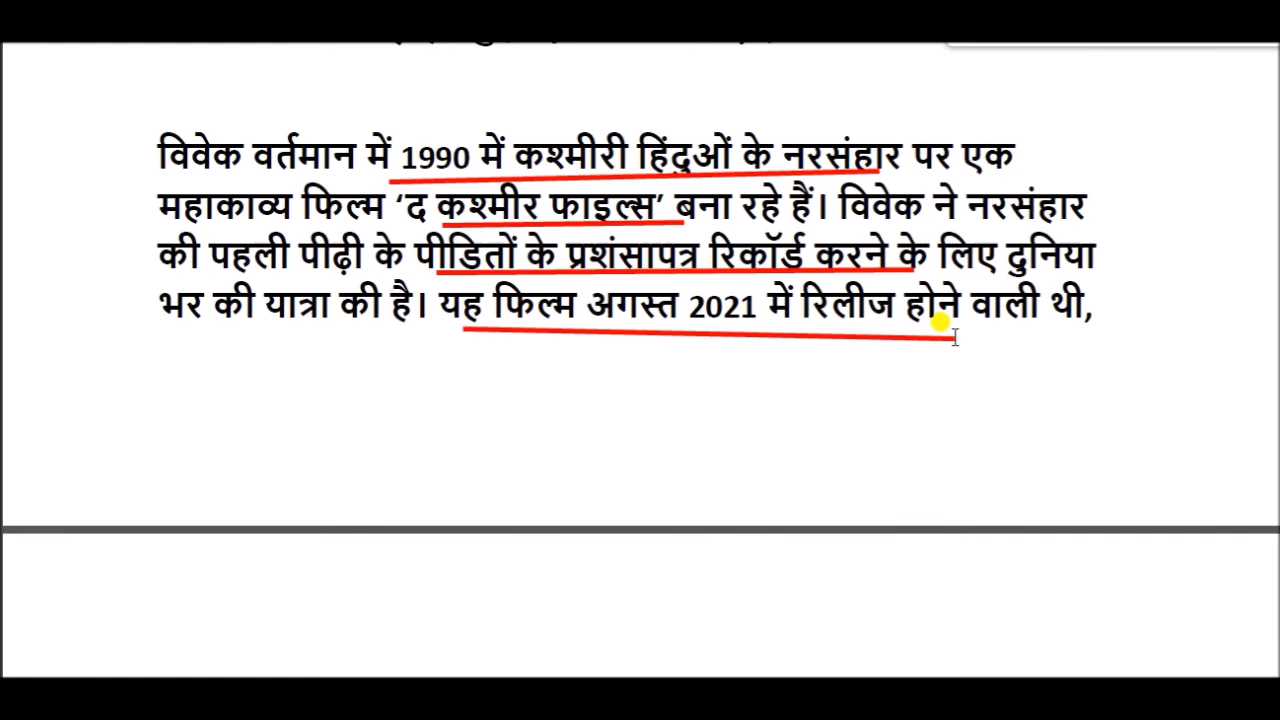 विवेक वर्तमान में 1990 में कश्मीरी हिंदुओं के नरसंहार पर एक
महाकाव्य फिल्म ‘द कश्मीर फाइल्स’ बना रहे हैं। विवेक ने नरसंहार
की पहली पीढ़ी के पीडितों के प्रशंसापत्र रिकॉर्ड करने के लिए दुनिया
भर की यात्रा की है। यह फिल्म अगस्त 2021 में रिलीज होने वाली थी,